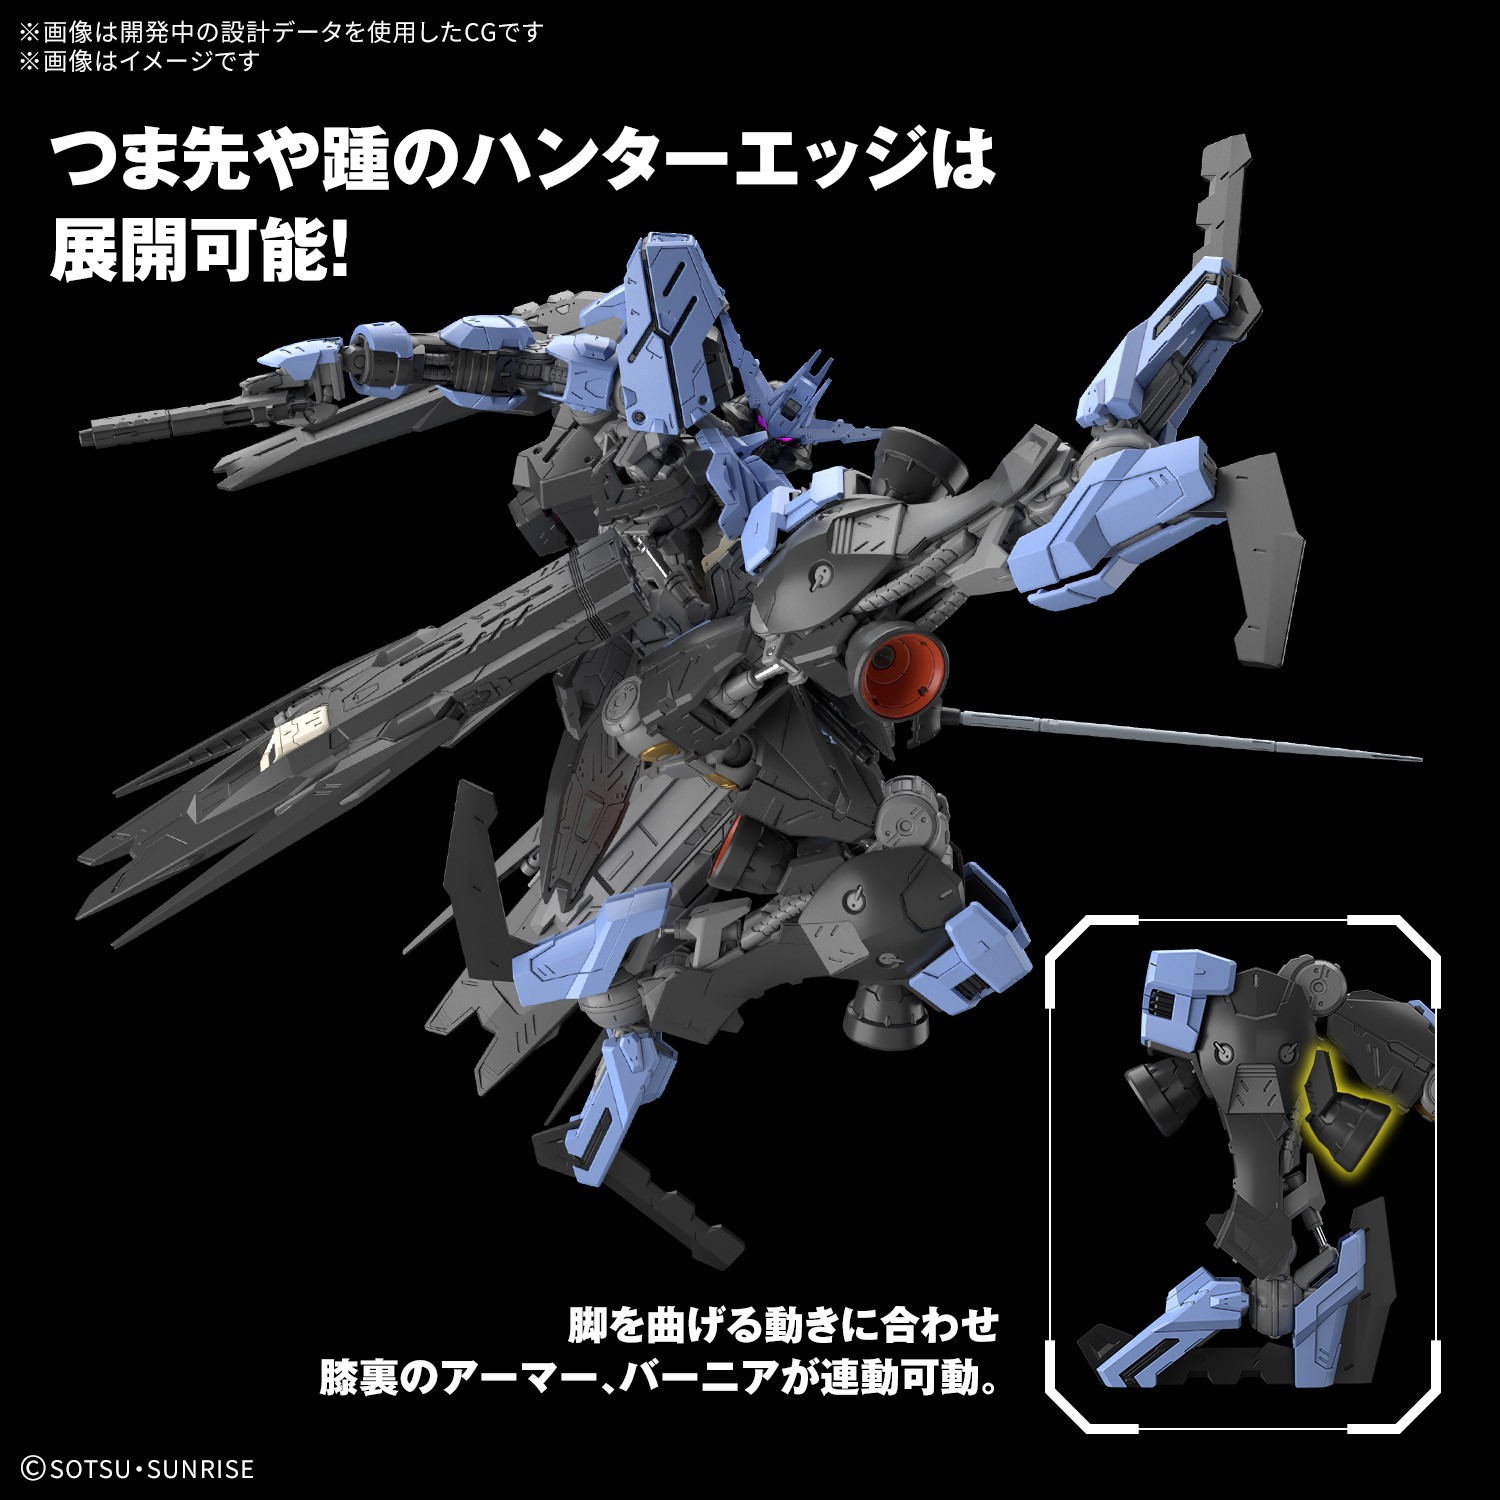 ※画像は開発中の設計データを使用したCGです
※画像はイメージです
つま先や踵のハンターエッジは
展開可能!
脚を曲げる動きに合わせ
膝裏のアーマー、バーニアが連動可動。
©SOTSU・SUNRISE